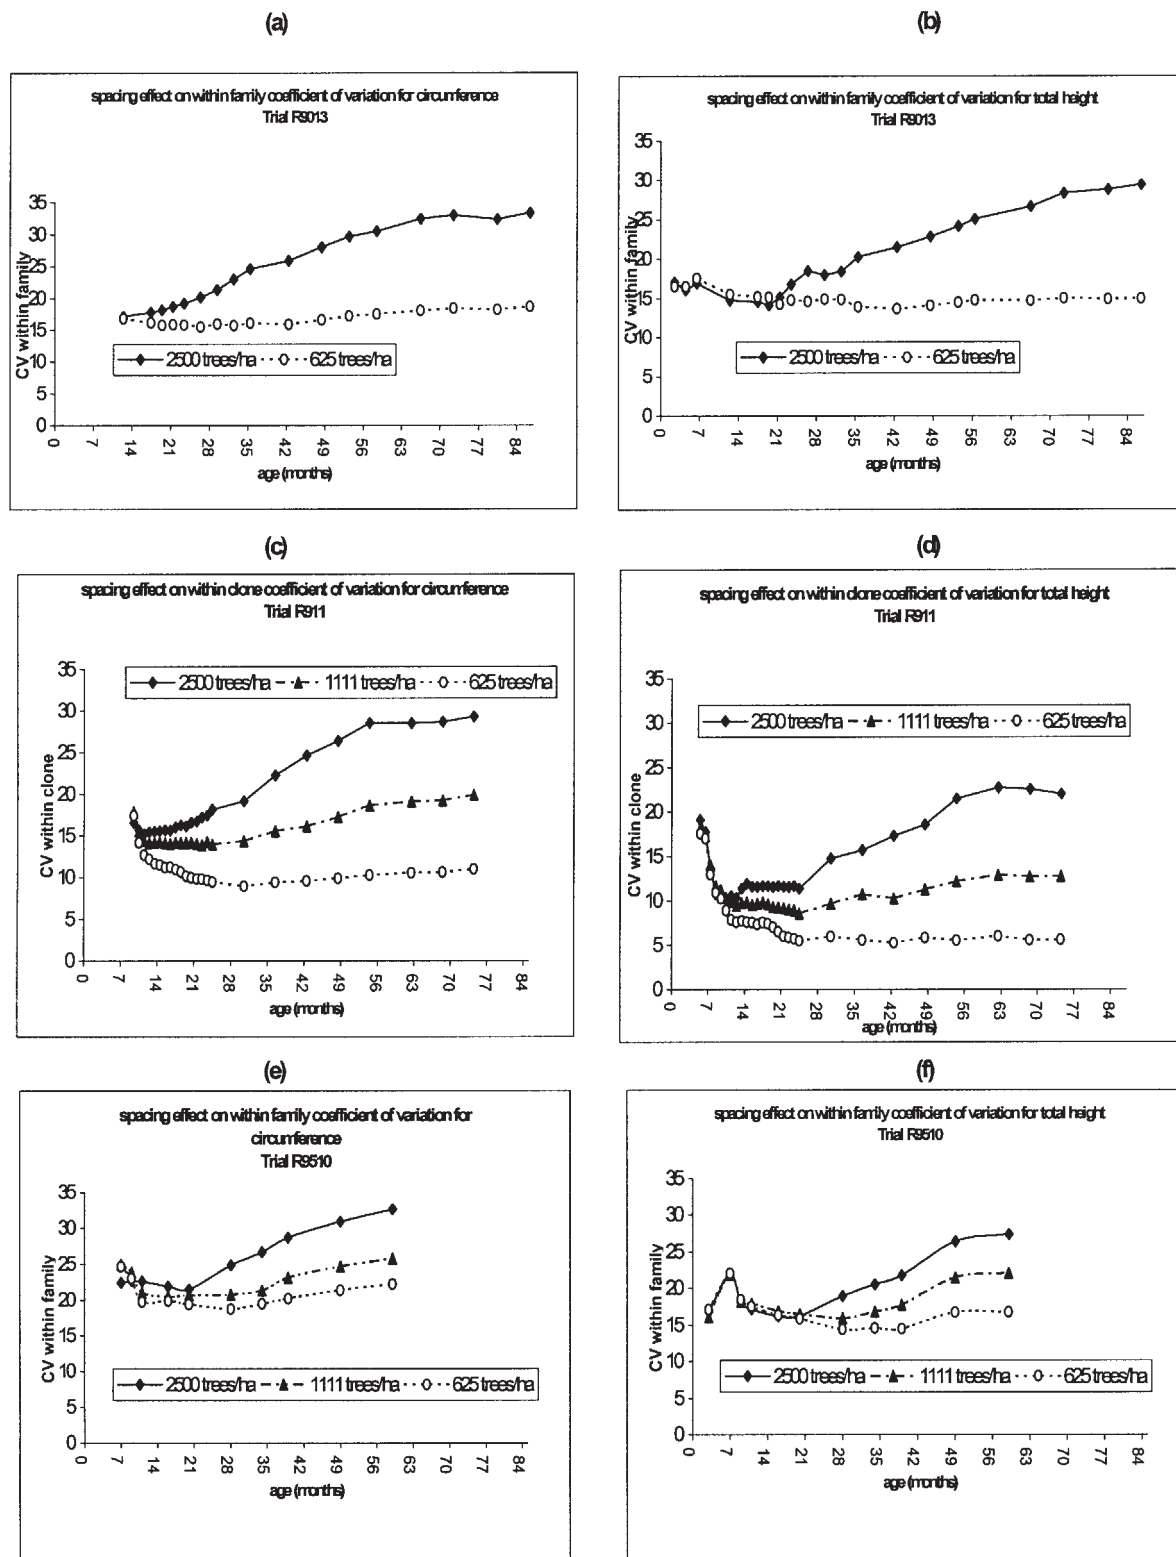 (a)
spacing effect on within family coefficient of variation for circumference
Trial R9013
35
30
25
20
15
10
5
0
CV within family
2500 trees/ha
625 trees/ha
0 7 14 21 28 35 42 49 56 63 70 77 84
age (months)
(b)
spacing effect on within family coefficient of variation for total height
Trial R9013
35
30
25
20
15
10
5
0
CV within family
2500 trees/ha
625 trees/ha
0 7 14 21 28 35 42 49 56 63 70 77 84
age (months)
(c)
spacing effect on within clone coefficient of variation for circumference
Trial R911
35
30
25
20
15
10
5
0
CV within clone
2500 trees/ha
1111 trees/ha
625 trees/ha
0 7 14 21 28 35 42 49 56 63 70 77 84
age (months)
(d)
spacing effect on within clone coefficient of variation for total height
Trial R911
35
30
25
20
15
10
5
0
CV within clone
2500 trees/ha
1111 trees/ha
625 trees/ha
0 7 14 21 28 35 42 49 56 63 70 77 84
age (months)
(e)
spacing effect on within family coefficient of variation for
circumference
Trial R9510
35
30
25
20
15
10
5
0
CV within family
2500 trees/ha
1111 trees/ha
625 trees/ha
0 7 14 21 28 35 42 49 56 63 70 77 84
age (months)
(f)
spacing effect on within family coefficient of variation for total height
Trial R9510
35
30
25
20
15
10
5
0
CV within family
2500 trees/ha
1111 trees/ha
625 trees/ha
0 7 14 21 28 35 42 49 56 63 70 77 84
age (months)